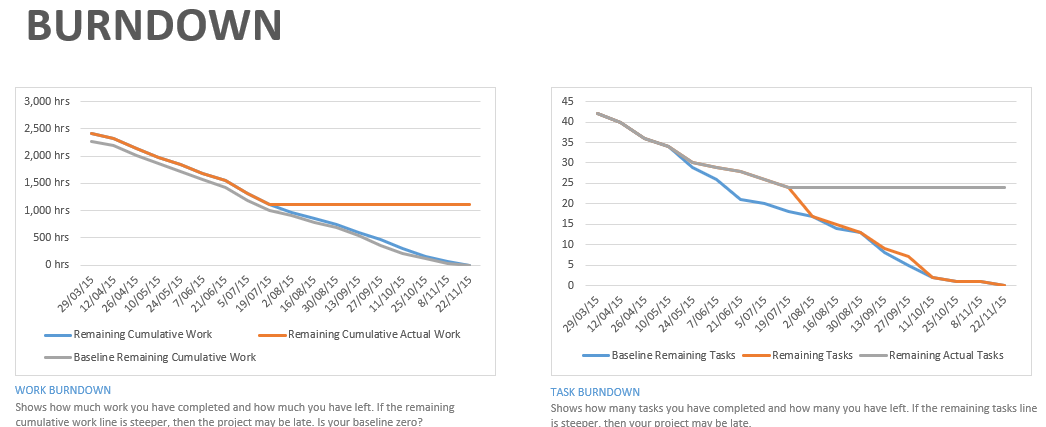 BURNDOWN
3,000 hrs
2,500 hrs
2,000 hrs
1,500 hrs
1,000 hrs
500 hrs
0 hrs
29/03/15
12/04/15
26/04/15
10/05/15
24/05/15
7/06/15
21/06/15
5/07/15
19/07/15
2/08/15
16/08/15
30/08/15
13/09/15
27/09/15
11/10/15
25/10/15
8/11/15
22/11/15
Remaining Cumulative Work
Remaining Cumulative Actual Work
Baseline Remaining Cumulative Work
WORK BURNDOWN
Shows how much work you have completed and how much you have left. If the remaining
cumulative work line is steeper, then the project may be late. Is your baseline zero?
45
40
35
30
25
20
15
10
5
0
29/03/15
12/04/15
26/04/15
10/05/15
24/05/15
7/06/15
21/06/15
5/07/15
19/07/15
2/08/15
16/08/15
30/08/15
13/09/15
27/09/15
11/10/15
25/10/15
8/11/15
22/11/15
Baseline Remaining Tasks
Remaining Tasks
Remaining Actual Tasks
TASK BURNDOWN
Shows how many tasks you have completed and how many you have left. If the remaining tasks line
is steeper, then your project may be late.